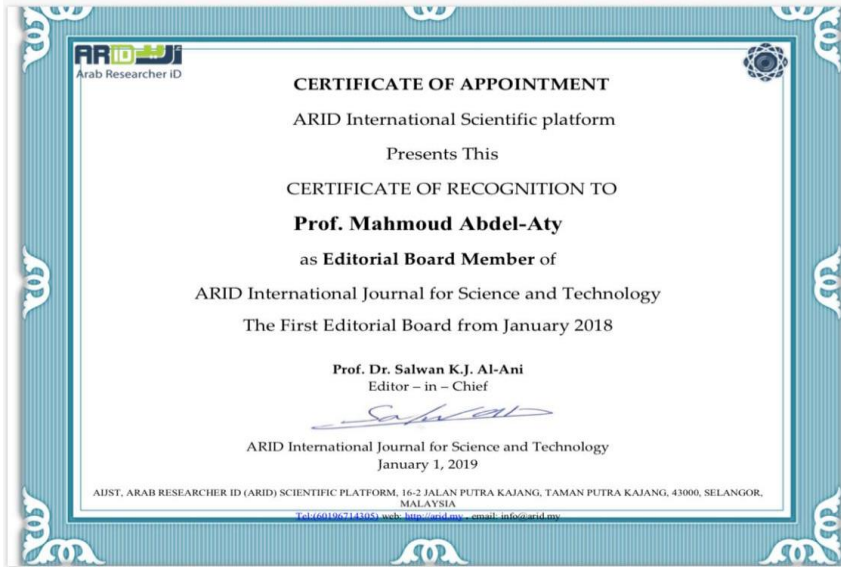 ARID أريد
Arab Researcher iD
CERTIFICATE OF APPOINTMENT
ARID International Scientific platform
Presents This
CERTIFICATE OF RECOGNITION TO
Prof. Mahmoud Abdel-Aty
as Editorial Board Member of
ARID International Journal for Science and Technology
The First Editorial Board from January 2018
Prof. Dr. Salwan K.J. Al-Ani
Editor – in – Chief
ARID International Journal for Science and Technology
January 1, 2019
AIJST, ARAB RESEARCHER ID (ARID) SCIENTIFIC PLATFORM, 16-2 JALAN PUTRA KAJANG, TAMAN PUTRA KAJANG, 43000, SELANGOR,
MALAYSIA
Tel:(60196714305) web: http://arid.my , email: info@arid.my